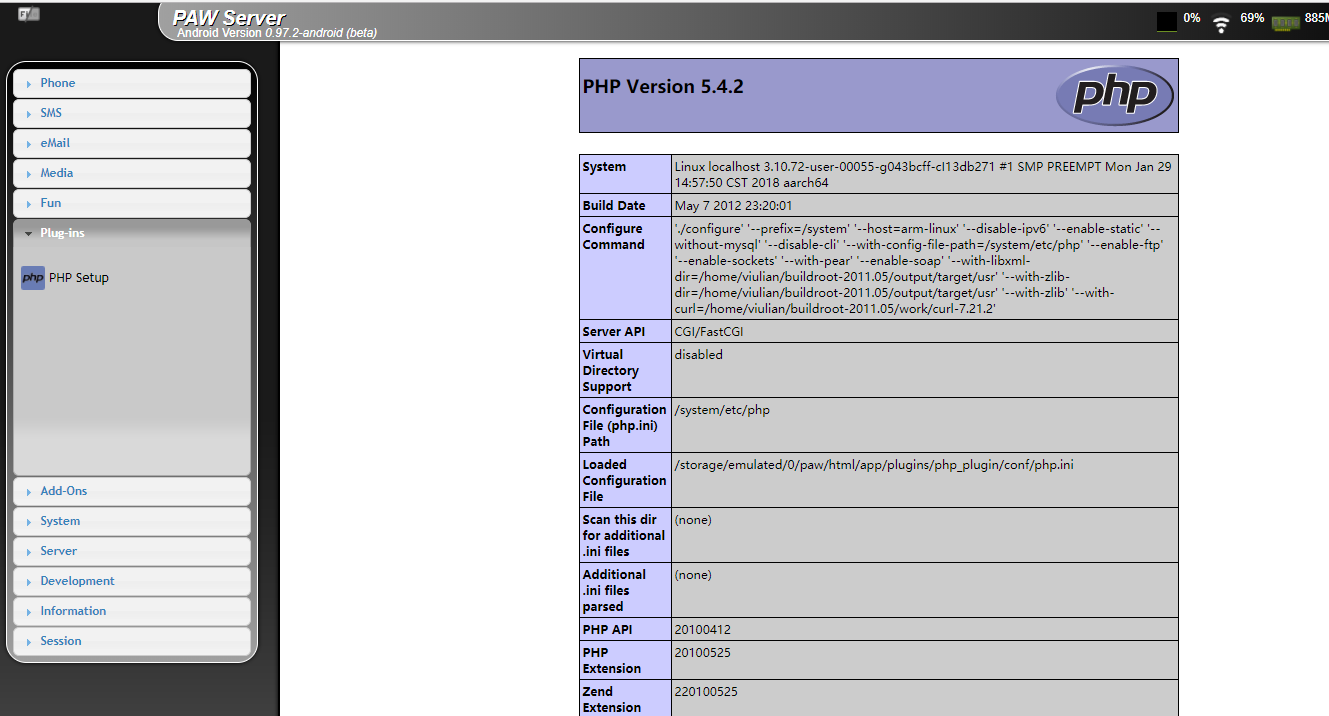 PAW Server
Android Version 0.97.2-android (beta)
0%
69%
885M
Phone
SMS
eMail
Media
Fun
Plug-ins
php PHP Setup
Add-Ons
System
Server
Development
Information
Session
PHP Version 5.4.2
php
System
Linux localhost 3.10.72-user-00055-g043bcff-cl13db271 #1 SMP PREEMPT Mon Jan 29
14:57:50 CST 2018 aarch64
Build Date
May 7 2012 23:20:01
Configure
Command
'./configure' '--prefix=/system' '--host=arm-linux' '--disable-ipv6' '--enable-static' '--
without-mysql' '--disable-cli' '--with-config-file-path=/system/etc/php' '--enable-ftp'
'--enable-sockets' '--with-pear' '--enable-soap' '--with-libxml-
dir=/home/viulian/buildroot-2011.05/output/target/usr' '--with-zlib-
dir=/home/viulian/buildroot-2011.05/output/target/usr' '--with-zlib' '--with-
curl=/home/viulian/buildroot-2011.05/work/curl-7.21.2'
Server API
CGI/FastCGI
Virtual
Directory
Support
disabled
Configuration
File (php.ini)
Path
/system/etc/php
Loaded
Configuration
File
/storage/emulated/0/paw/html/app/plugins/php_plugin/conf/php.ini
Scan this dir
for additional
.ini files
(none)
Additional
.ini files
parsed
(none)
PHP API
20100412
PHP
Extension
20100525
Zend
Extension
220100525